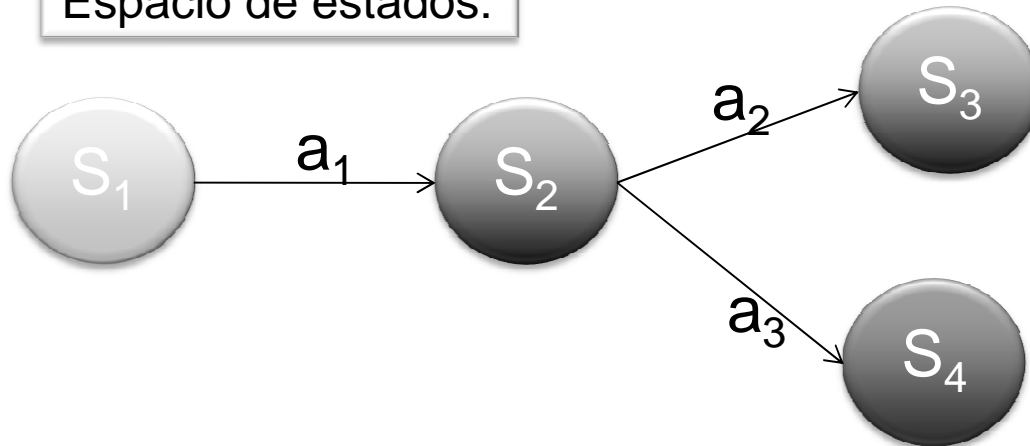 Espacio de estados.
S₁
a₁
S₂
a₂
S₃
a₃
S₄